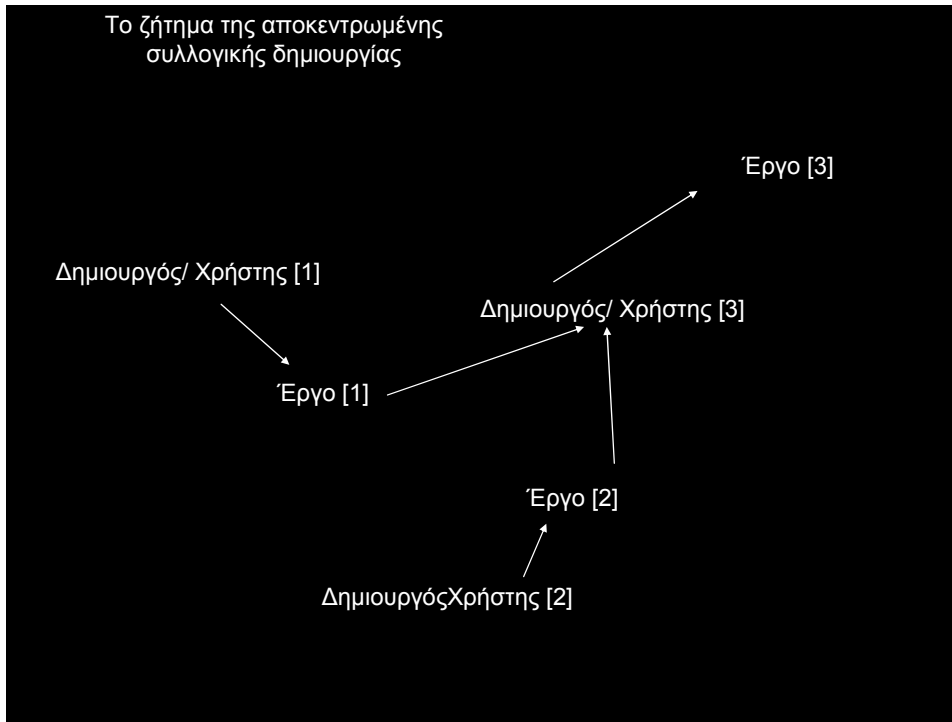 Το ζήτημα της αποκεντρωμένης
συλλογικής δημιουργίας
Έργο [3]
Δημιουργός/ Χρήστης [1]
Δημιουργός/ Χρήστης [3]
Έργο [1]
Έργο [2]
ΔημιουργόςΧρήστης [2]